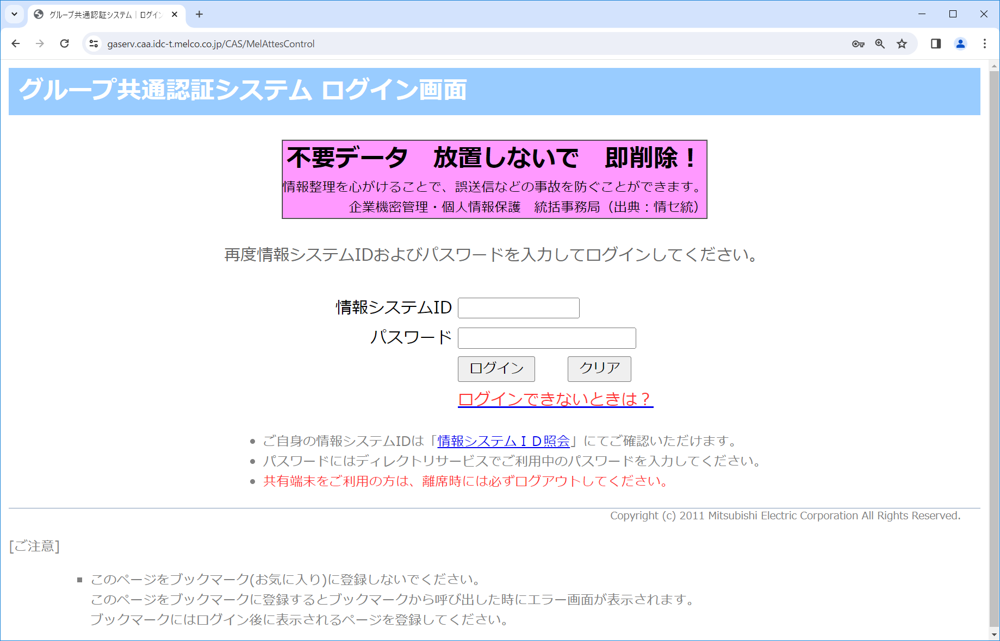 グループ共通認証システム | ログイン
gaserv.caa.idc-t.melco.co.jp/CAS/MelAttesControl
グループ共通認証システム ログイン画面
不要データ　放置しないで　即削除！
情報整理を心がけることで、誤送信などの事故を防ぐことができます。
企業機密管理・個人情報保護　統括事務局（出典：情セ統）
再度情報システムIDおよびパスワードを入力してログインしてください。
情報システムID
パスワード
ログイン　クリア
ログインできないときは？
ご自身の情報システムIDは「情報システムＩＤ照会」にてご確認いただけます。
パスワードにはディレクトリサービスでご利用中のパスワードを入力してください。
共有端末をご利用の方は、離席時には必ずログアウトしてください。
Copyright (c) 2011 Mitsubishi Electric Corporation All Rights Reserved.
[ご注意]
このページをブックマーク(お気に入り)に登録しないでください。
このページをブックマークに登録するとブックマークから呼び出した時にエラー画面が表示されます。
ブックマークにはログイン後に表示されるページを登録してください。